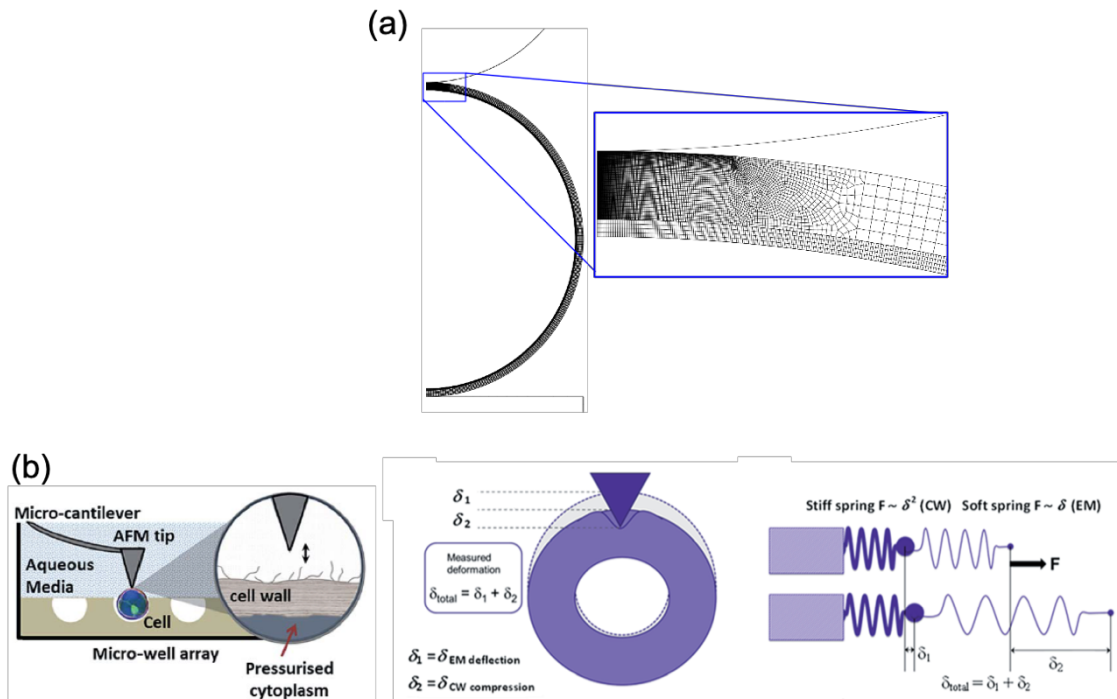 (a)
(b)
Micro-cantilever
AFM tip
Aqueous
Media
Cell
Micro-well array
cell wall
Pressurised
cytoplasm
δ₁
δ₂
Measured
deformation
δtotal = δ₁ + δ₂
δ₁ = δEM deflection
δ₂ = δCW compression
Stiff spring F ~ δ² (CW) Soft spring F ~ δ (EM)
F
δ₁
δ₂
δtotal = δ₁ + δ₂